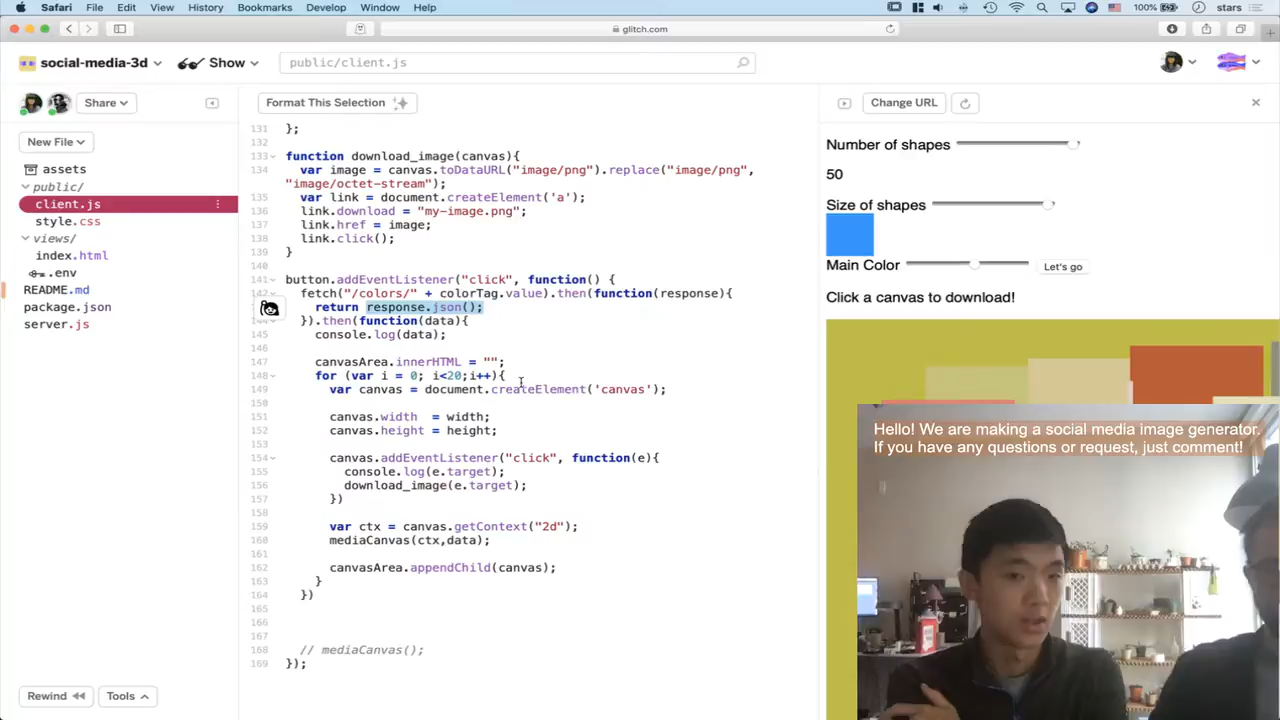 Safari File Edit View History Bookmarks Develop Window Help 100% stars
glitch.com
social-media-3d Show public/client.js
Share Format This Selection Change URL
New File
assets
public/
client.js
style.css
views/
index.html
.env
README.md
package.json
server.js
Rewind Tools
131 };
132
133 function download_image(canvas){
134 var image = canvas.toDataURL("image/png").replace("image/png",
"image/octet-stream");
135 var link = document.createElement('a');
136 link.download = "my-image.png";
137 link.href = image;
138 link.click();
139 }
140
141 button.addEventListener("click", function() {
142 fetch("/colors/" + colorTag.value).then(function(response){
return response.json();
144 }).then(function(data){
145 console.log(data);
146
147 canvasArea.innerHTML = "";
148 for (var i = 0; i<20;i++){
149 var canvas = document.createElement('canvas');
150
151 canvas.width = width;
152 canvas.height = height;
153
154 canvas.addEventListener("click", function(e){
155 console.log(e.target);
156 download_image(e.target);
157 })
158
159 var ctx = canvas.getContext("2d");
160 mediaCanvas(ctx,data);
161
162 canvasArea.appendChild(canvas);
163 }
164 })
165
166
167
168 // mediaCanvas();
169 });
Number of shapes
50
Size of shapes
Main Color Let's go
Click a canvas to download!
Hello! We are making a social media image generator.
If you have any questions or request, just comment!